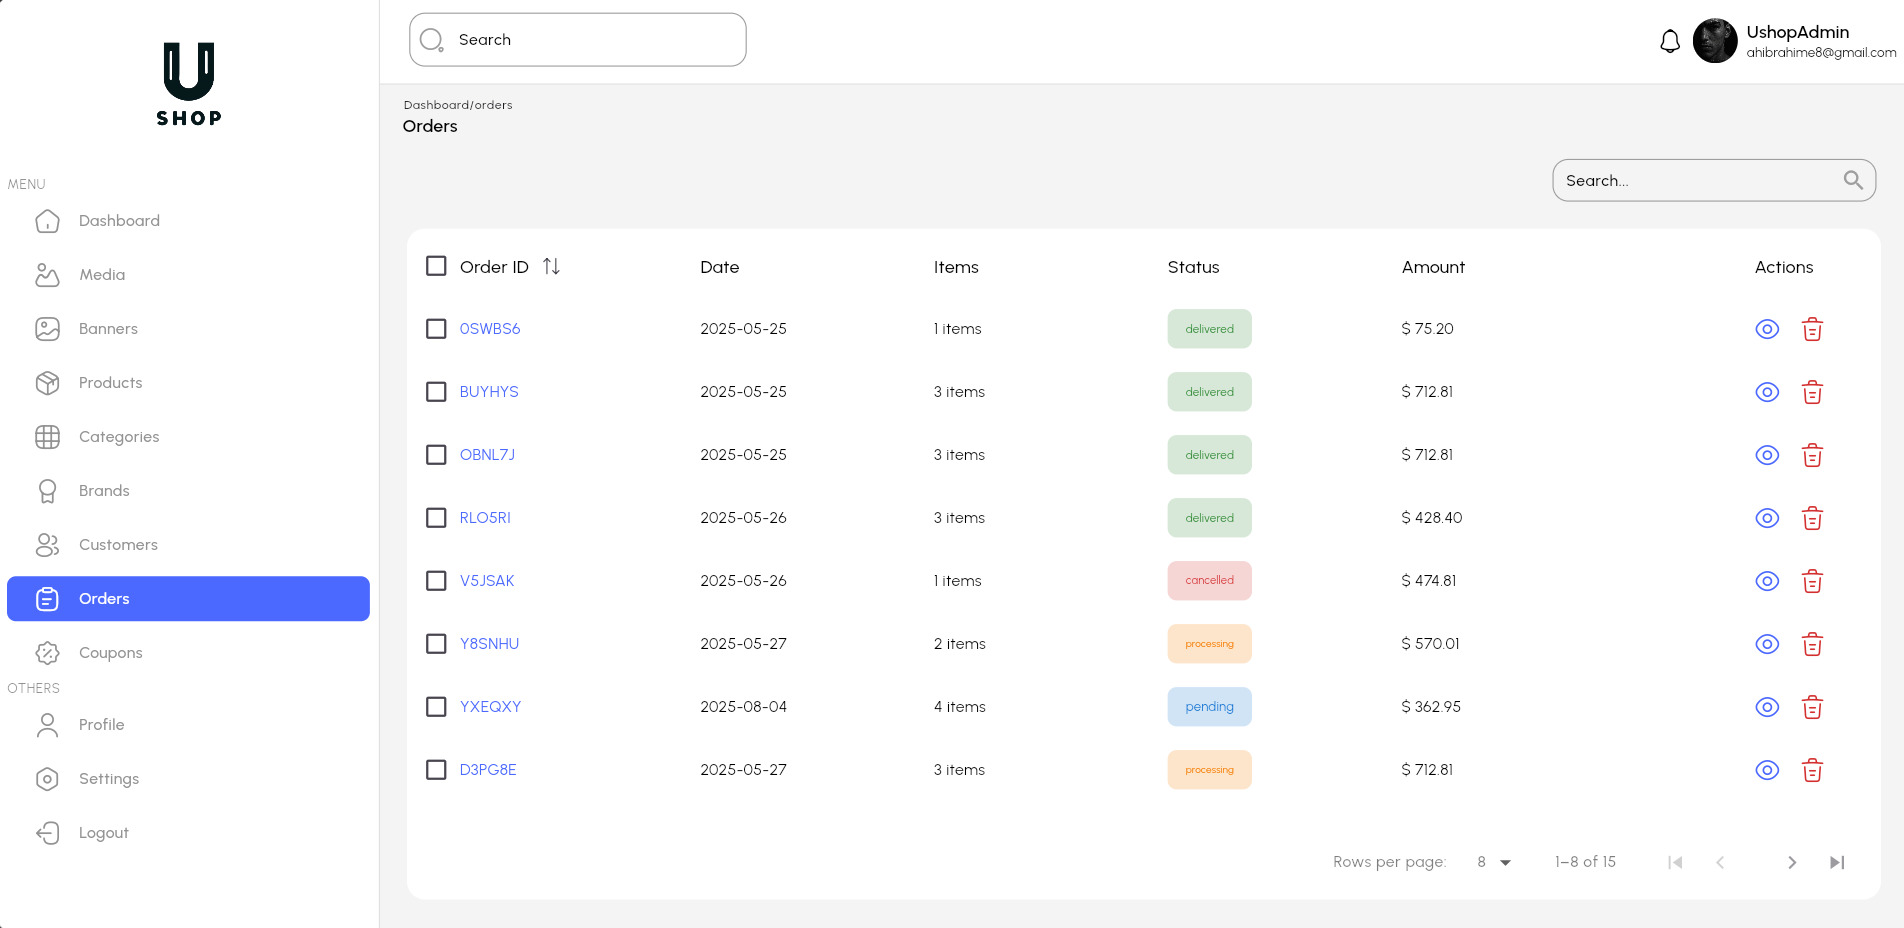 U
SHOP
MENU
Dashboard
Media
Banners
Products
Categories
Brands
Customers
Orders
Coupons
OTHERS
Profile
Settings
Logout
Search
UshopAdmin
ahibrahime8@gmail.com
Dashboard/orders
Orders
Search...
Order ID Date Items Status Amount Actions
0SWBS6 2025-05-25 1 items delivered $ 75.20
BUYHYS 2025-05-25 3 items delivered $ 712.81
OBNL7J 2025-05-25 3 items delivered $ 712.81
RLO5RI 2025-05-26 3 items delivered $ 428.40
V5JSAK 2025-05-26 1 items cancelled $ 474.81
Y8SNHU 2025-05-27 2 items processing $ 570.01
YXEQXY 2025-08-04 4 items pending $ 362.95
D3PG8E 2025-05-27 3 items processing $ 712.81
Rows per page: 8 1–8 of 15